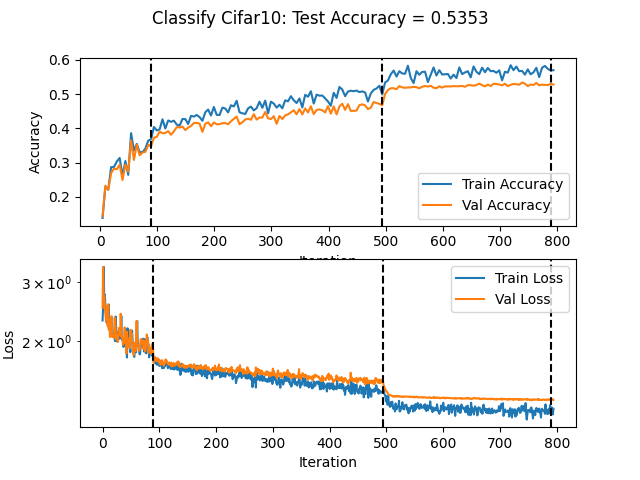 Classify Cifar10: Test Accuracy = 0.5353
0.6
0.5
0.4
0.3
0.2
Accuracy
Train Accuracy
Val Accuracy
0 100 200 300 400 500 600 700 800
Iteration
3 × 10⁰
2 × 10⁰
Loss
Train Loss
Val Loss
0 100 200 300 400 500 600 700 800
Iteration